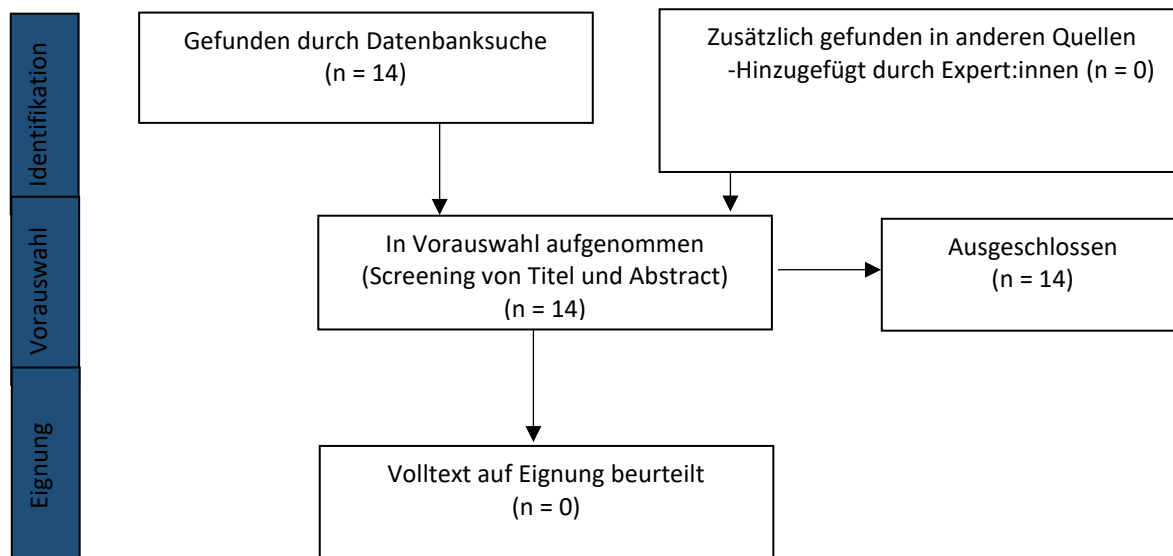 Identifikation
Gefunden durch Datenbanksuche
(n = 14)
Zusätzlich gefunden in anderen Quellen
-Hinzugefügt durch Expert:innen (n = 0)
Vorauswahl
In Vorauswahl aufgenommen
(Screening von Titel und Abstract)
(n = 14)
Ausgeschlossen
(n = 14)
Eignung
Volltext auf Eignung beurteilt
(n = 0)